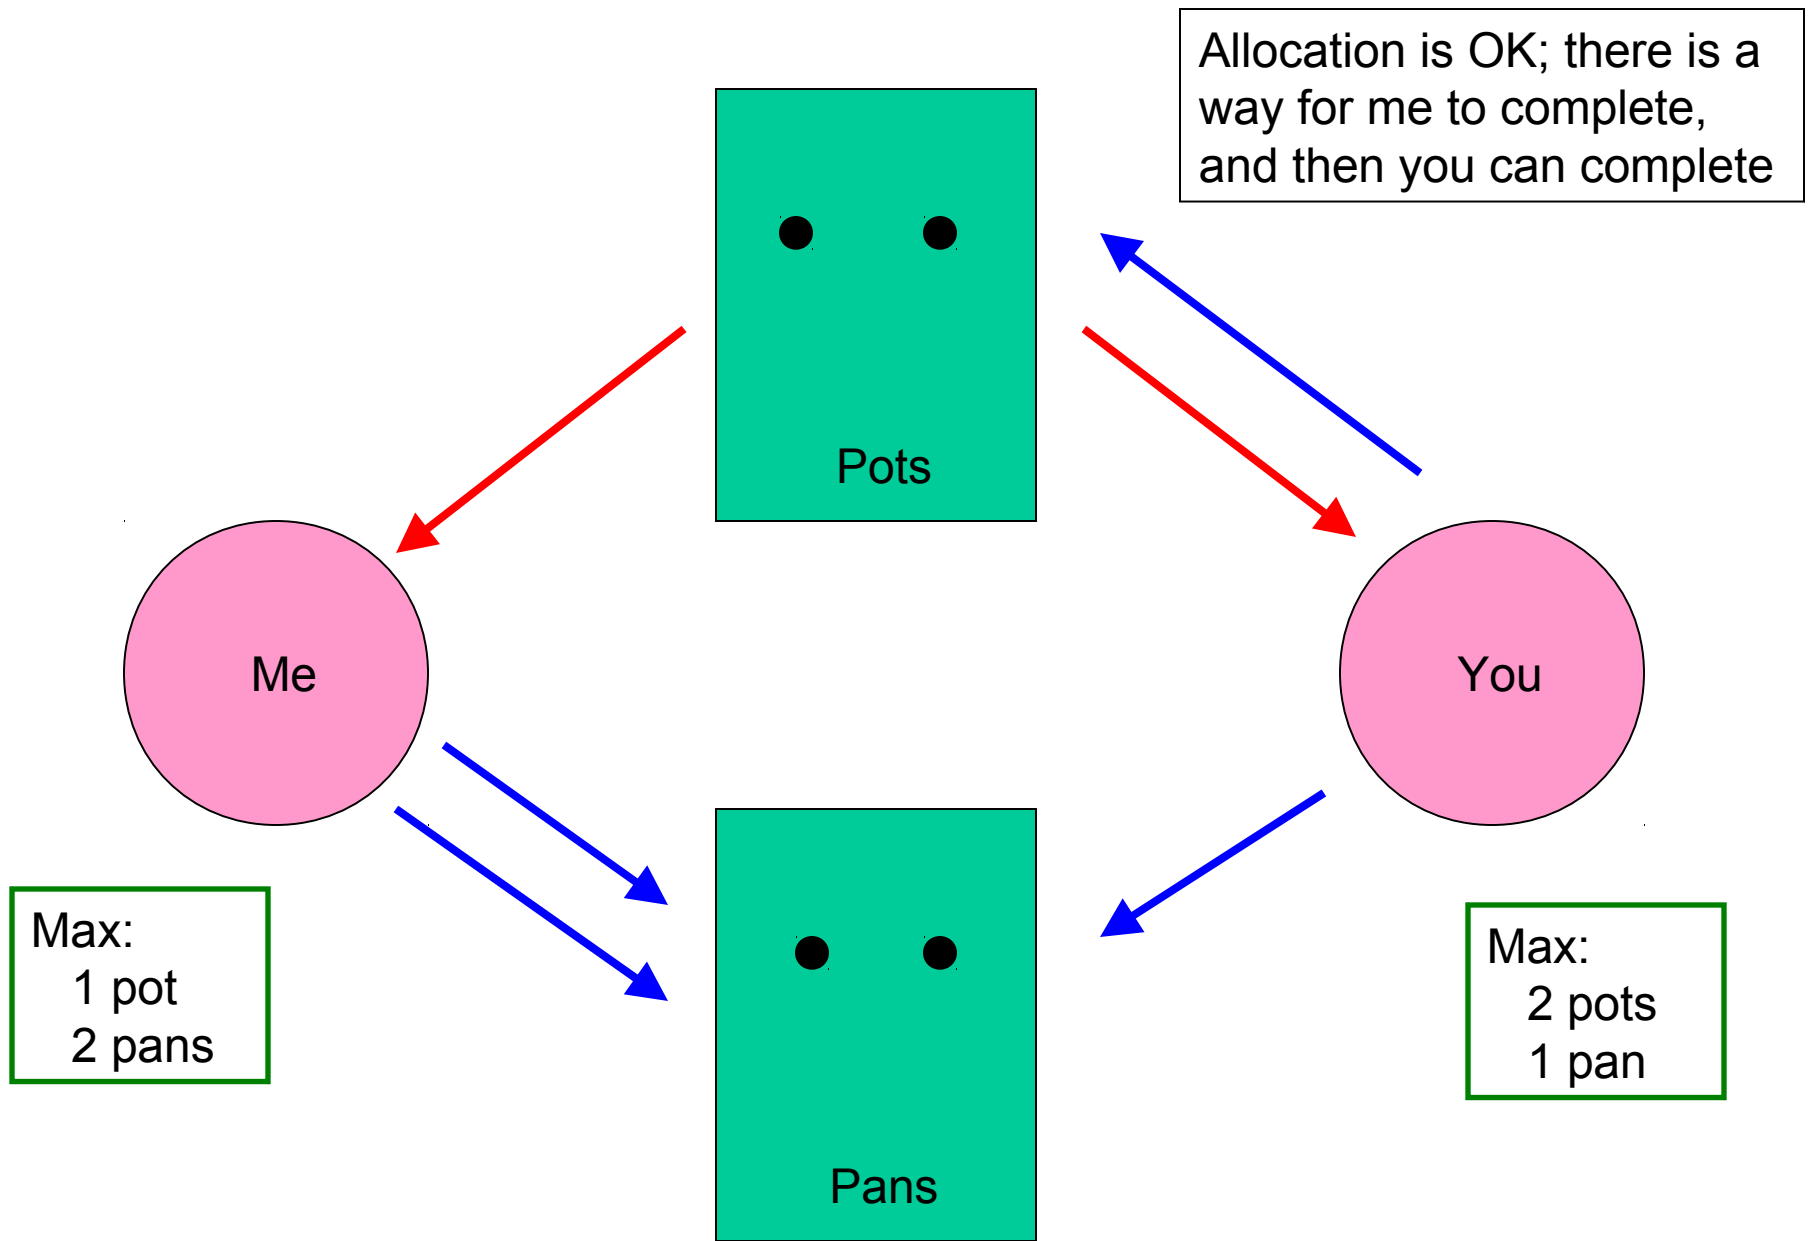 Allocation is OK; there is a
way for me to complete,
and then you can complete
Pots
Me
You
Max:
1 pot
2 pans
Max:
2 pots
1 pan
Pans